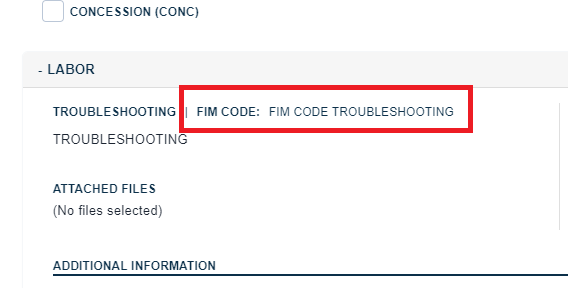 CONCESSION (CONC)
- LABOR
TROUBLESHOOTING | FIM CODE: FIM CODE TROUBLESHOOTING
TROUBLESHOOTING
ATTACHED FILES
(No files selected)
ADDITIONAL INFORMATION